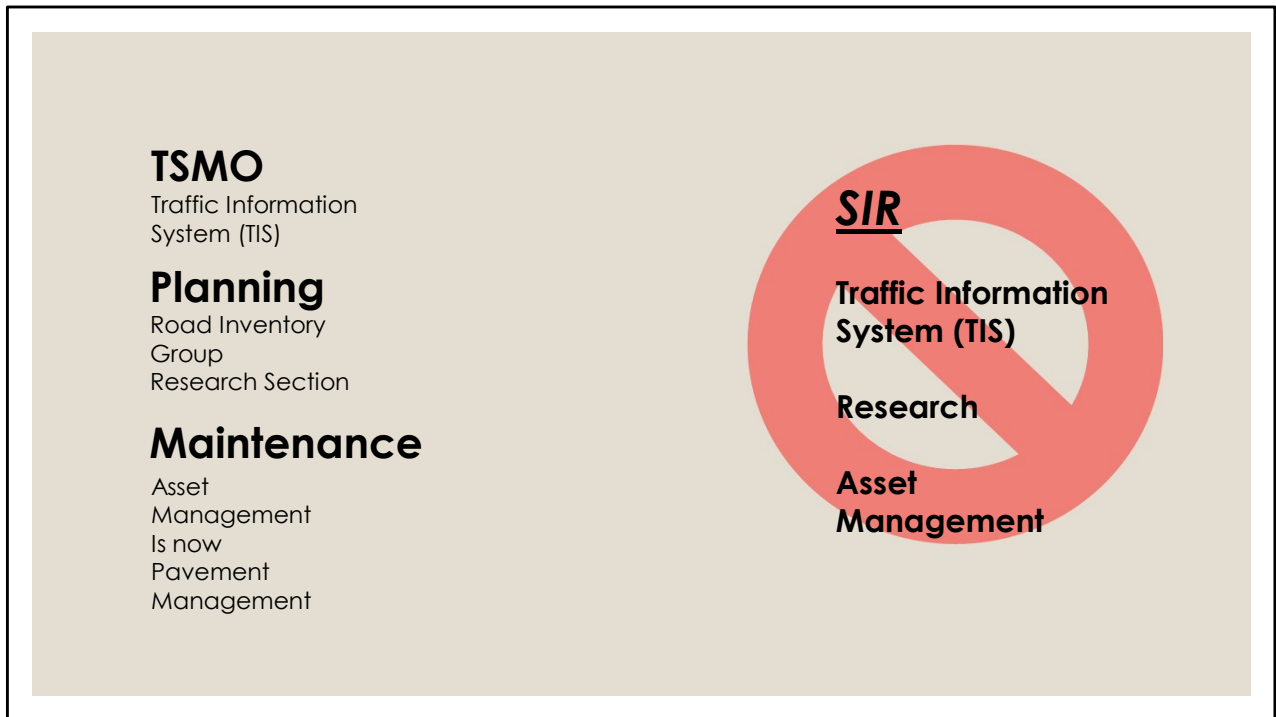 TSMO
Traffic Information
System (TIS)
Planning
Road Inventory
Group
Research Section
Maintenance
Asset
Management
Is now
Pavement
Management
SIR
Traffic Information
System (TIS)
Research
Asset
Management